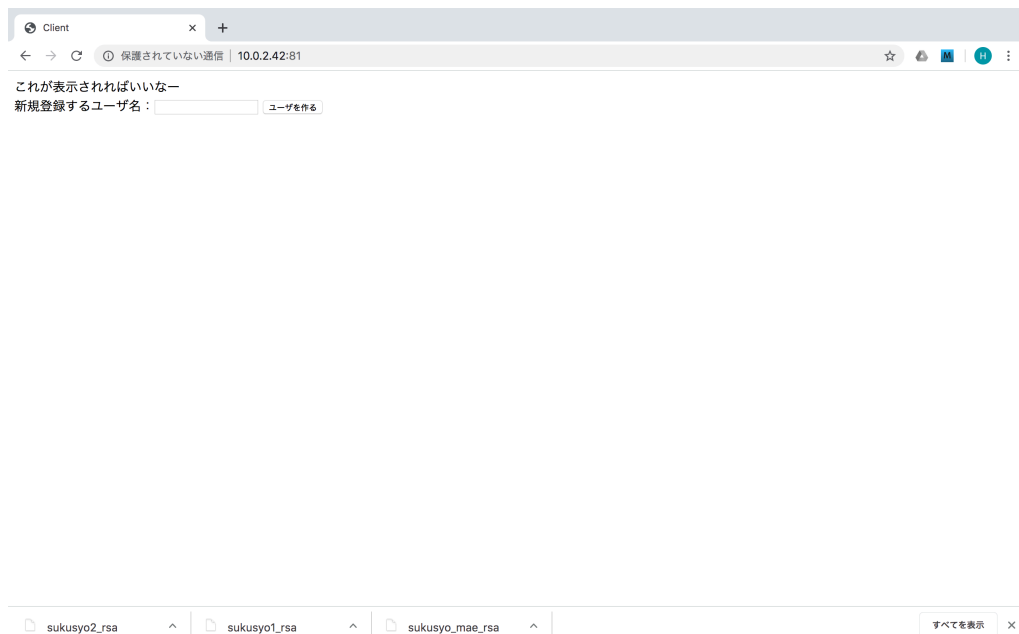 Client
保護されていない通信 10.0.2.42:81
M
H
これが表示されればいいなー
新規登録するユーザ名：
ユーザを作る
sukusyo2_rsa
sukusyo1_rsa
sukusyo_mae_rsa
すべてを表示